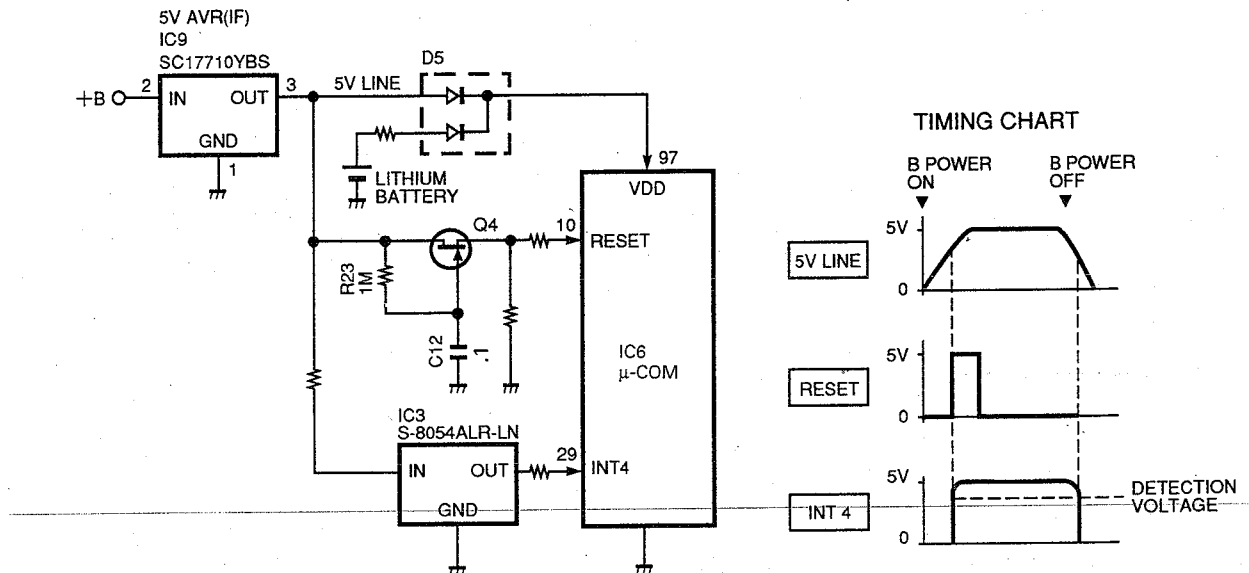 5V AVR(IF)
IC9
SC17710YBS
+B
2
IN
OUT
3
GND
1
5V LINE
D5
LITHIUM
BATTERY
97
VDD
Q4
10
RESET
R23
1M
C12
.1
IC6
µ-COM
IC3
S-8054ALR-LN
IN
OUT
GND
29
INT4
TIMING CHART
B POWER
ON
B POWER
OFF
5V LINE
5V
0
RESET
5V
0
INT 4
5V
0
DETECTION
VOLTAGE